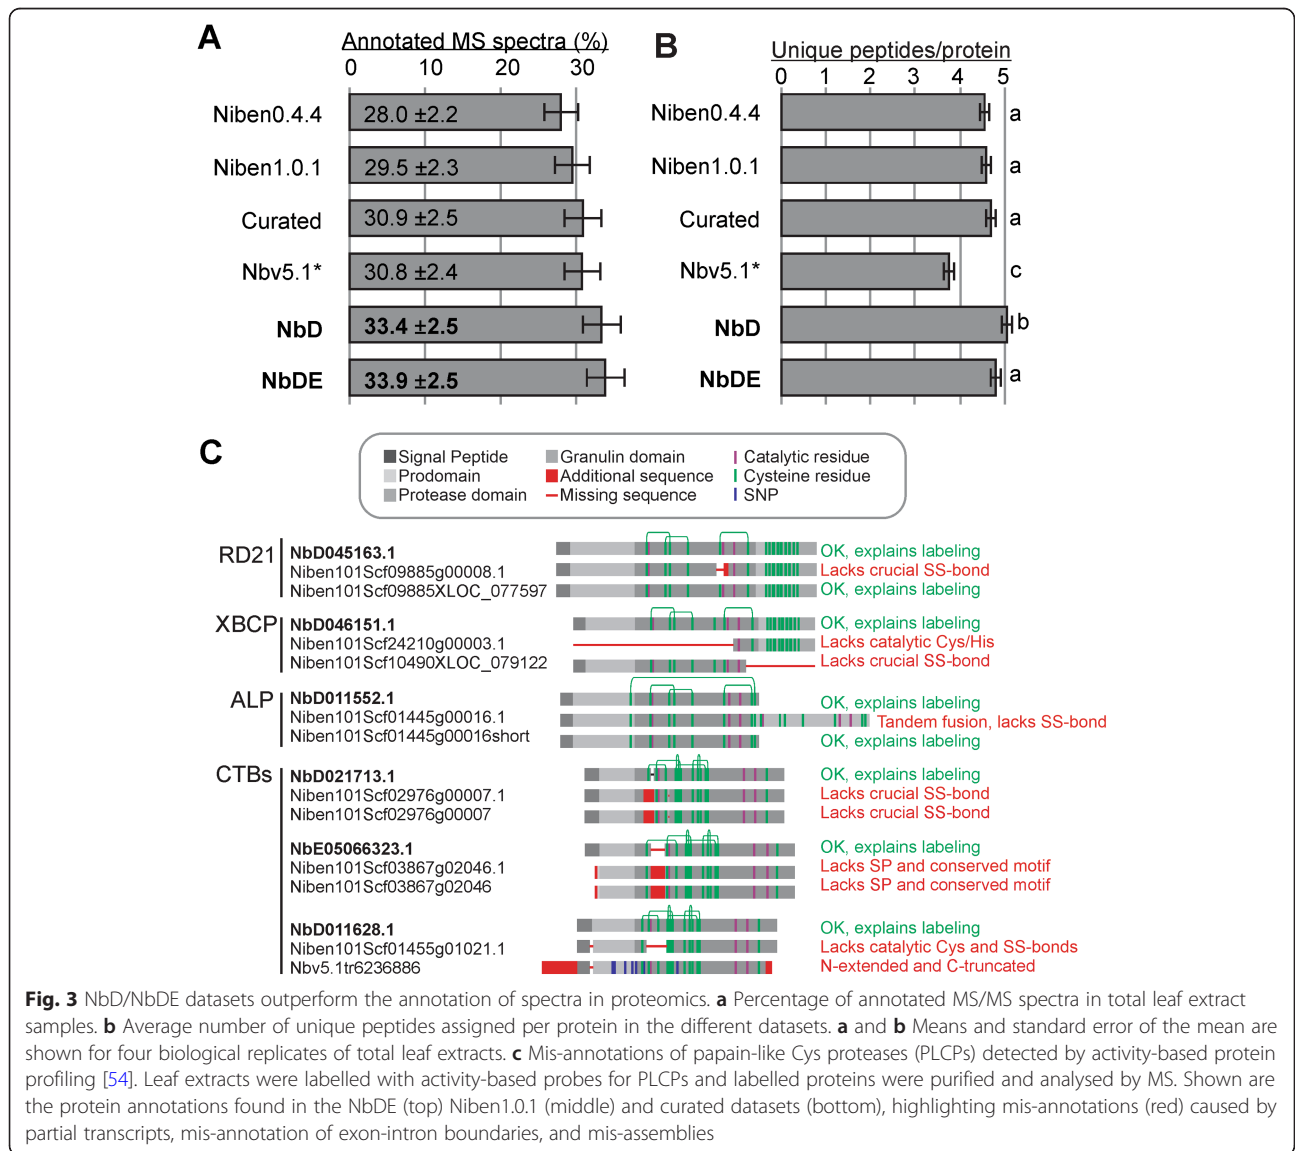 A
Annotated MS spectra (%)
0 10 20 30
Niben0.4.4 28.0 ±2.2
Niben1.0.1 29.5 ±2.3
Curated 30.9 ±2.5
Nbv5.1* 30.8 ±2.4
NbD 33.4 ±2.5
NbDE 33.9 ±2.5
B
Unique peptides/protein
0 1 2 3 4 5
Niben0.4.4 a
Niben1.0.1 a
Curated a
Nbv5.1* c
NbD b
NbDE a
C
Signal Peptide
Prodomain
Protease domain
Granulin domain
Additional sequence
Missing sequence
Catalytic residue
Cysteine residue
SNP
RD21
NbD045163.1 OK, explains labeling
Niben101Scf09885g00008.1 Lacks crucial SS-bond
Niben101Scf09885XLOC_077597 OK, explains labeling
XBCP
NbD046151.1 OK, explains labeling
Niben101Scf24210g00003.1 Lacks catalytic Cys/His
Niben101Scf10490XLOC_079122 Lacks crucial SS-bond
ALP
NbD011552.1 OK, explains labeling
Niben101Scf01445g00016.1 Tandem fusion, lacks SS-bond
Niben101Scf01445g00016short OK, explains labeling
CTBs
NbD021713.1 OK, explains labeling
Niben101Scf02976g00007.1 Lacks crucial SS-bond
Niben101Scf02976g00007 Lacks crucial SS-bond
NbE05066323.1 OK, explains labeling
Niben101Scf03867g02046.1 Lacks SP and conserved motif
Niben101Scf03867g02046 Lacks SP and conserved motif
NbD011628.1 OK, explains labeling
Niben101Scf01455g01021.1 Lacks catalytic Cys and SS-bonds
Nbv5.1tr6236886 N-extended and C-truncated
Fig. 3 NbD/NbDE datasets outperform the annotation of spectra in proteomics. a Percentage of annotated MS/MS spectra in total leaf extract
samples. b Average number of unique peptides assigned per protein in the different datasets. a and b Means and standard error of the mean are
shown for four biological replicates of total leaf extracts. c Mis-annotations of papain-like Cys proteases (PLCPs) detected by activity-based protein
profiling [54]. Leaf extracts were labelled with activity-based probes for PLCPs and labelled proteins were purified and analysed by MS. Shown are
the protein annotations found in the NbDE (top) Niben1.0.1 (middle) and curated datasets (bottom), highlighting mis-annotations (red) caused by
partial transcripts, mis-annotation of exon-intron boundaries, and mis-assemblies